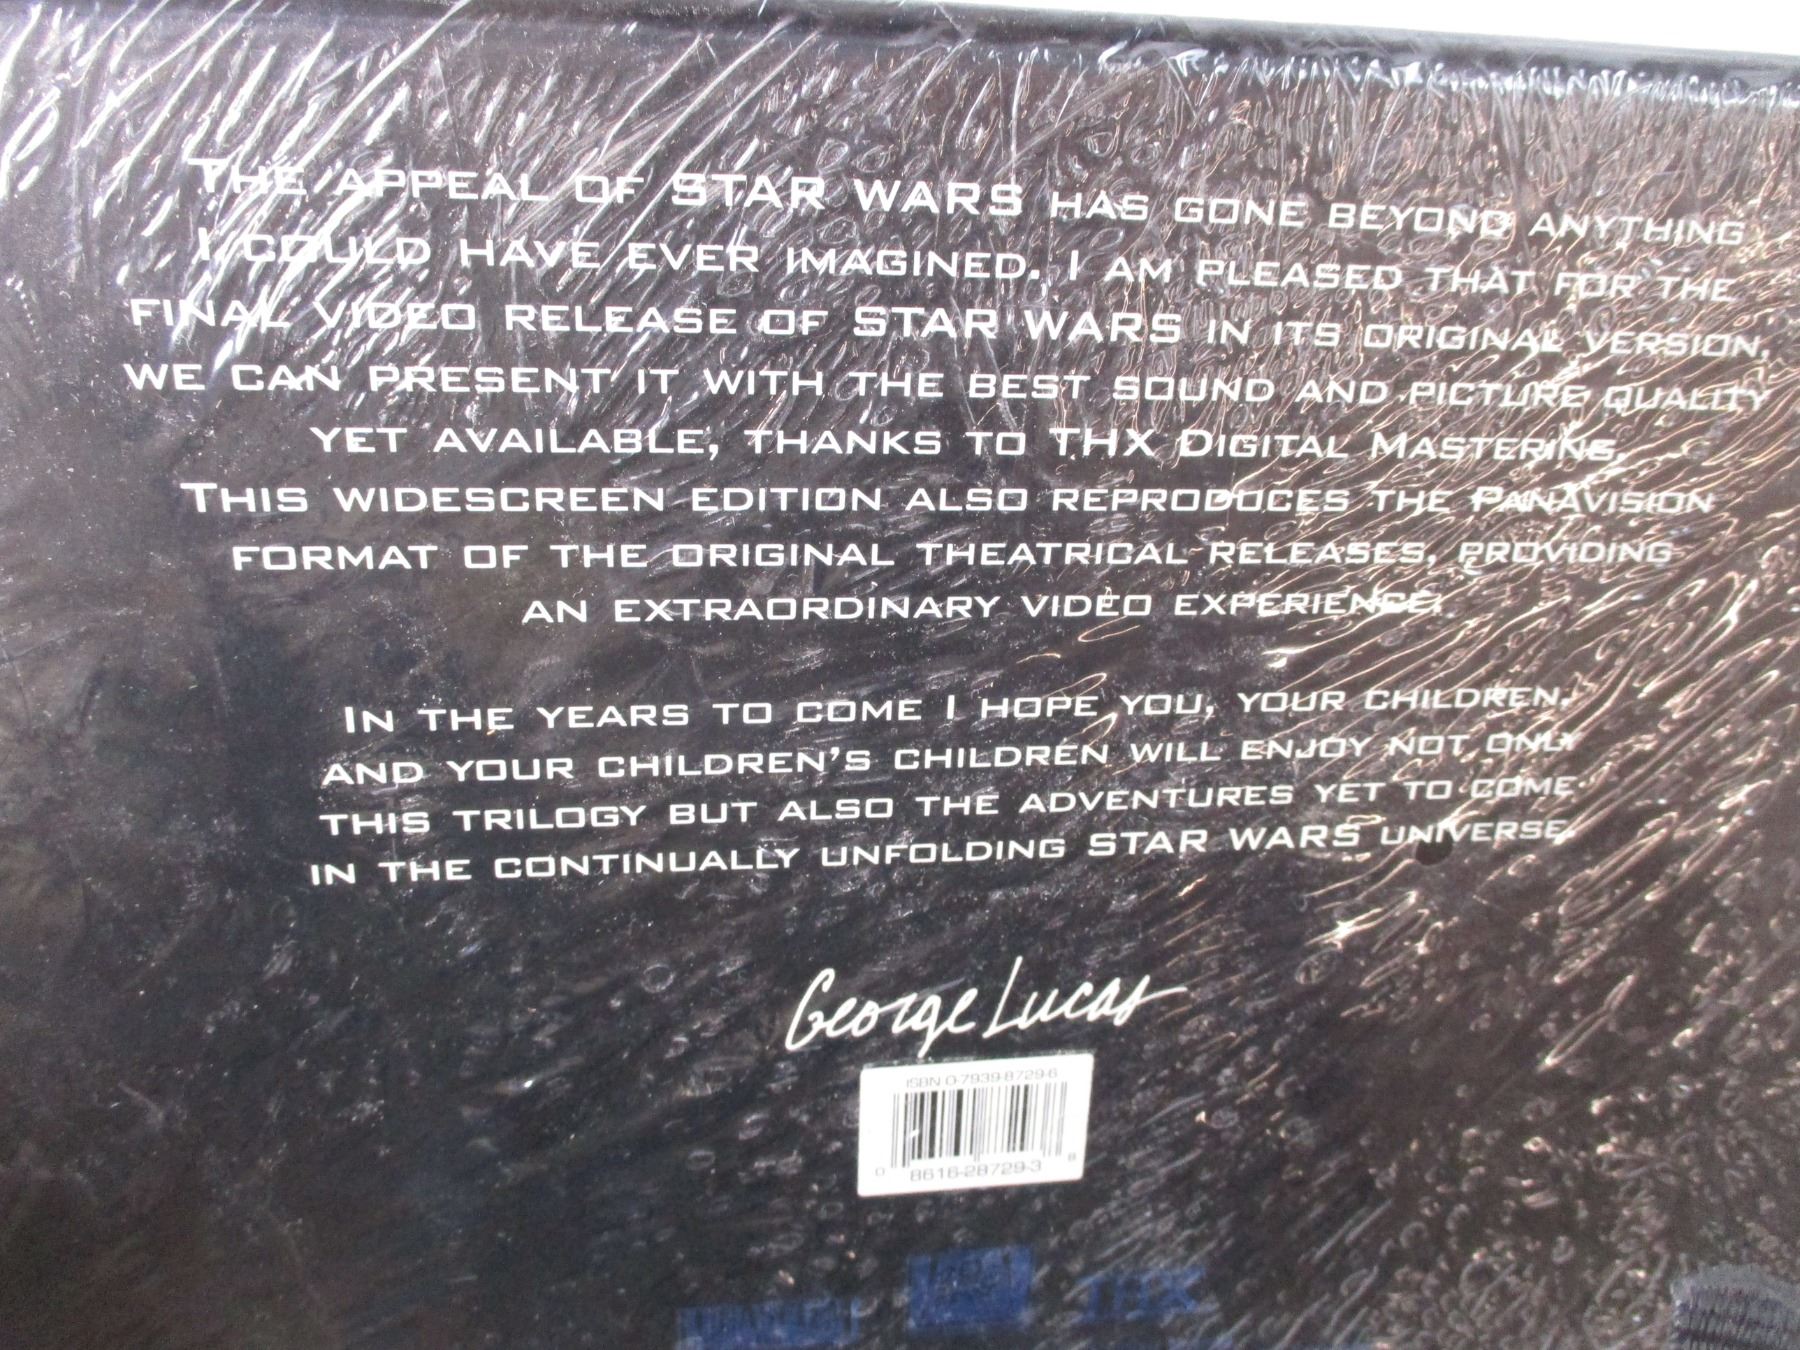 THE APPEAL OF STAR WARS HAS GONE BEYOND ANYTHING
I COULD HAVE EVER IMAGINED. I AM PLEASED THAT FOR THE
FINAL VIDEO RELEASE OF STAR WARS IN ITS ORIGINAL VERSION,
WE CAN PRESENT IT WITH THE BEST SOUND AND PICTURE QUALITY
YET AVAILABLE, THANKS TO THX DIGITAL MASTERING.
THIS WIDESCREEN EDITION ALSO REPRODUCES THE PANAVISION
FORMAT OF THE ORIGINAL THEATRICAL RELEASES, PROVIDING
AN EXTRAORDINARY VIDEO EXPERIENCE.
IN THE YEARS TO COME I HOPE YOU, YOUR CHILDREN,
AND YOUR CHILDREN'S CHILDREN WILL ENJOY NOT ONLY
THIS TRILOGY BUT ALSO THE ADVENTURES YET TO COME
IN THE CONTINUALLY UNFOLDING STAR WARS UNIVERSE.
George Lucas
ISBN 0-7939-8729-6
0 8616-28729-3 8
THX